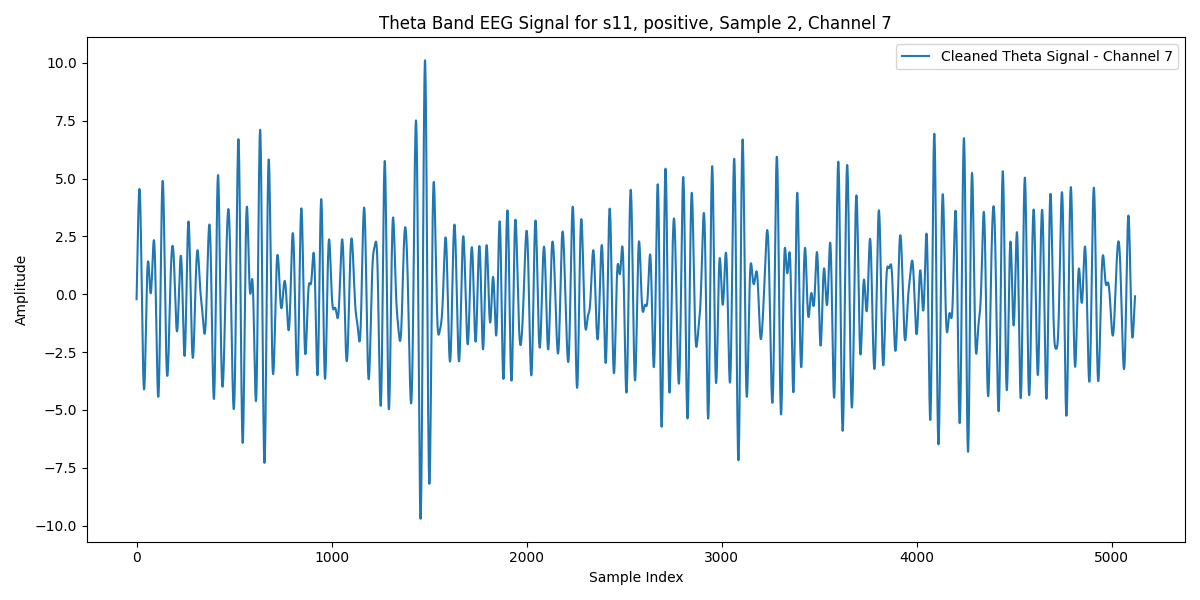 Theta Band EEG Signal for s11, positive, Sample 2, Channel 7
Cleaned Theta Signal - Channel 7
10.0
7.5
5.0
2.5
0.0
−2.5
−5.0
−7.5
−10.0
Amplitude
0 1000 2000 3000 4000 5000
Sample Index